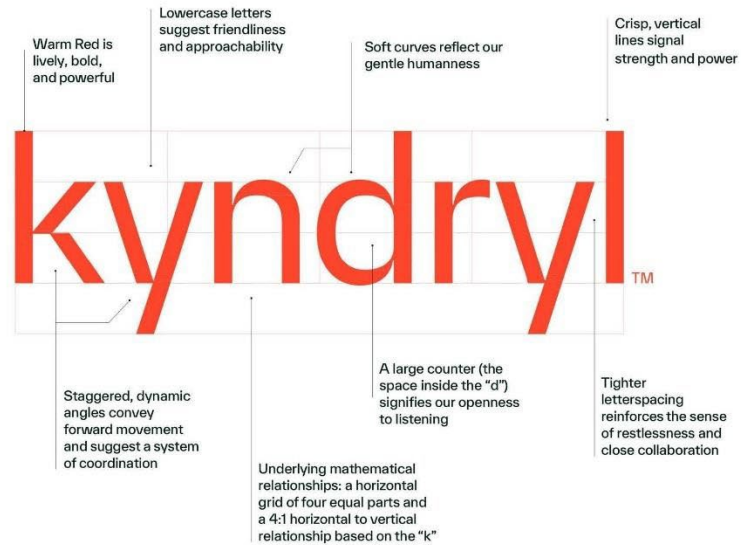 Lowercase letters
suggest friendliness
and approachability
Warm Red is
lively, bold,
and powerful
Soft curves reflect our
gentle humanness
Crisp, vertical
lines signal
strength and power
kyndryl
TM
Staggered, dynamic
angles convey
forward movement
and suggest a system
of coordination
Underlying mathematical
relationships: a horizontal
grid of four equal parts and
a 4:1 horizontal to vertical
relationship based on the “k”
A large counter (the
space inside the “d”)
signifies our openness
to listening
Tighter
letterspacing
reinforces the sense
of restlessness and
close collaboration